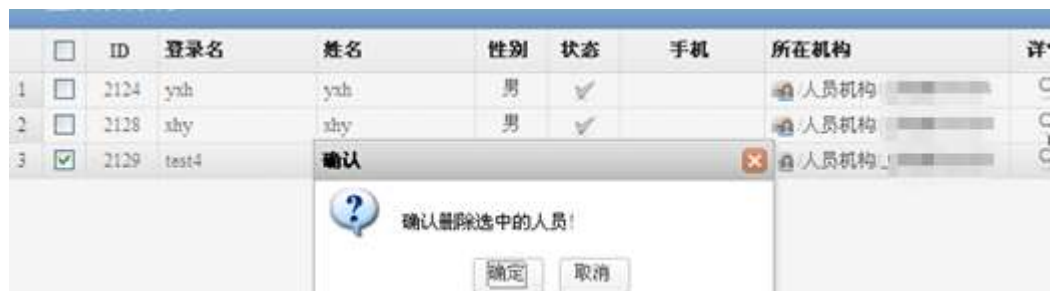 ID 登录名 姓名 性别 状态 手机 所在机构
1 2124 yxh yxh 男 人员机构
2 2128 xhy xhy 男 人员机构
3 2129 test4 人员机构
确认
确认删除选中的人员!
确定 取消